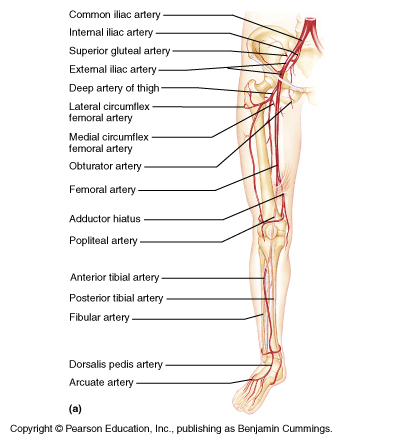 Common iliac artery
Internal iliac artery
Superior gluteal artery
External iliac artery
Deep artery of thigh
Lateral circumflex
femoral artery
Medial circumflex
femoral artery
Obturator artery
Femoral artery
Adductor hiatus
Popliteal artery
Anterior tibial artery
Posterior tibial artery
Fibular artery
Dorsalis pedis artery
Arcuate artery
(a)
Copyright © Pearson Education, Inc., publishing as Benjamin Cummings.